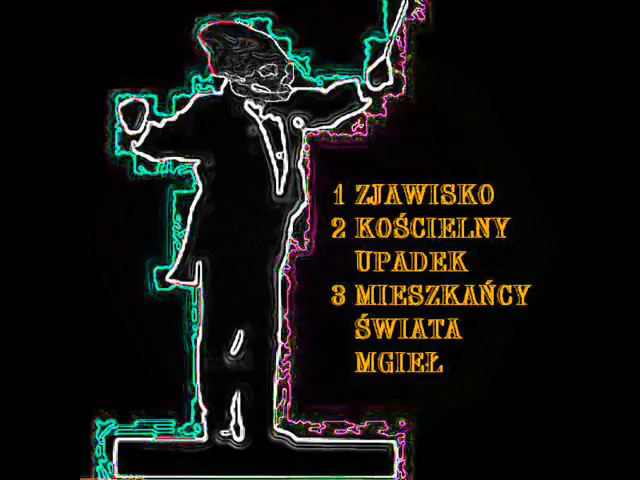 1 ZJAWISKO
2 KOŚCIELNY
UPADEK
3 MIESZKAŃCY
ŚWIATA
MGIEŁ